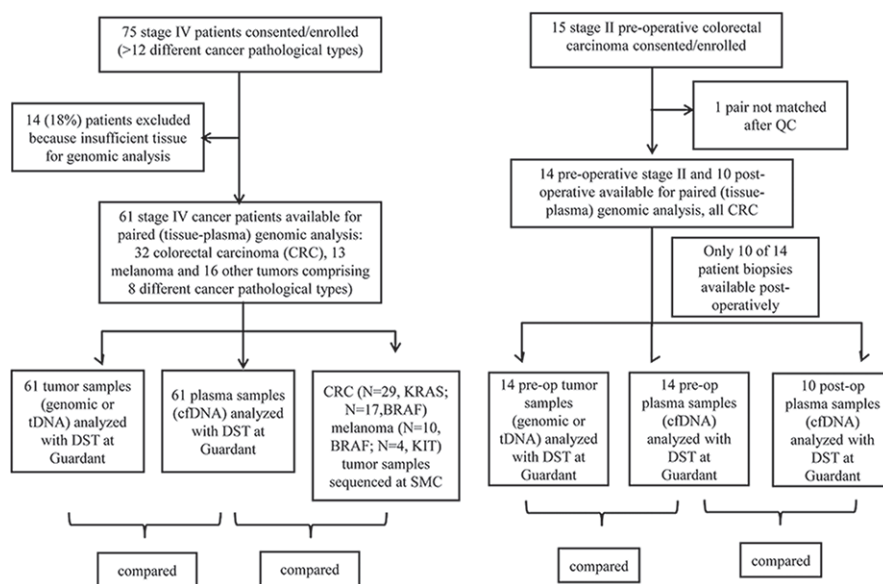 75 stage IV patients consented/enrolled
(>12 different cancer pathological types)
14 (18%) patients excluded
because insufficient tissue
for genomic analysis
61 stage IV cancer patients available for
paired (tissue-plasma) genomic analysis:
32 colorectal carcinoma (CRC), 13
melanoma and 16 other tumors comprising
8 different cancer pathological types)
61 tumor samples
(genomic or
tDNA) analyzed
with DST at
Guardant
61 plasma samples
(cfDNA) analyzed
with DST at
Guardant
CRC (N=29, KRAS;
N=17,BRAF)
melanoma (N=10,
BRAF; N=4, KIT)
tumor samples
sequenced at SMC
compared
compared
15 stage II pre-operative colorectal
carcinoma consented/enrolled
1 pair not matched
after QC
14 pre-operative stage II and 10 post-
operative available for paired (tissue-
plasma) genomic analysis, all CRC
Only 10 of 14
patient biopsies
available post-
operatively
14 pre-op tumor
samples
(genomic or
tDNA) analyzed
with DST at
Guardant
14 pre-op
plasma samples
(cfDNA)
analyzed with
DST at
Guardant
10 post-op
plasma samples
(cfDNA)
analyzed with
DST at
Guardant
compared
compared